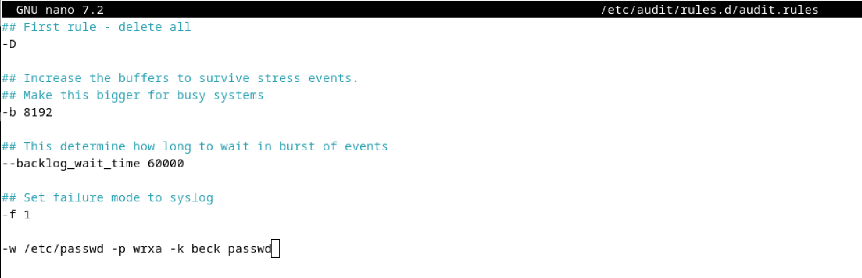 GNU nano 7.2 /etc/audit/rules.d/audit.rules
## First rule - delete all
-D
## Increase the buffers to survive stress events.
## Make this bigger for busy systems
-b 8192
## This determine how long to wait in burst of events
--backlog_wait_time 60000
## Set failure mode to syslog
-f 1
-w /etc/passwd -p wrxa -k beck passwd